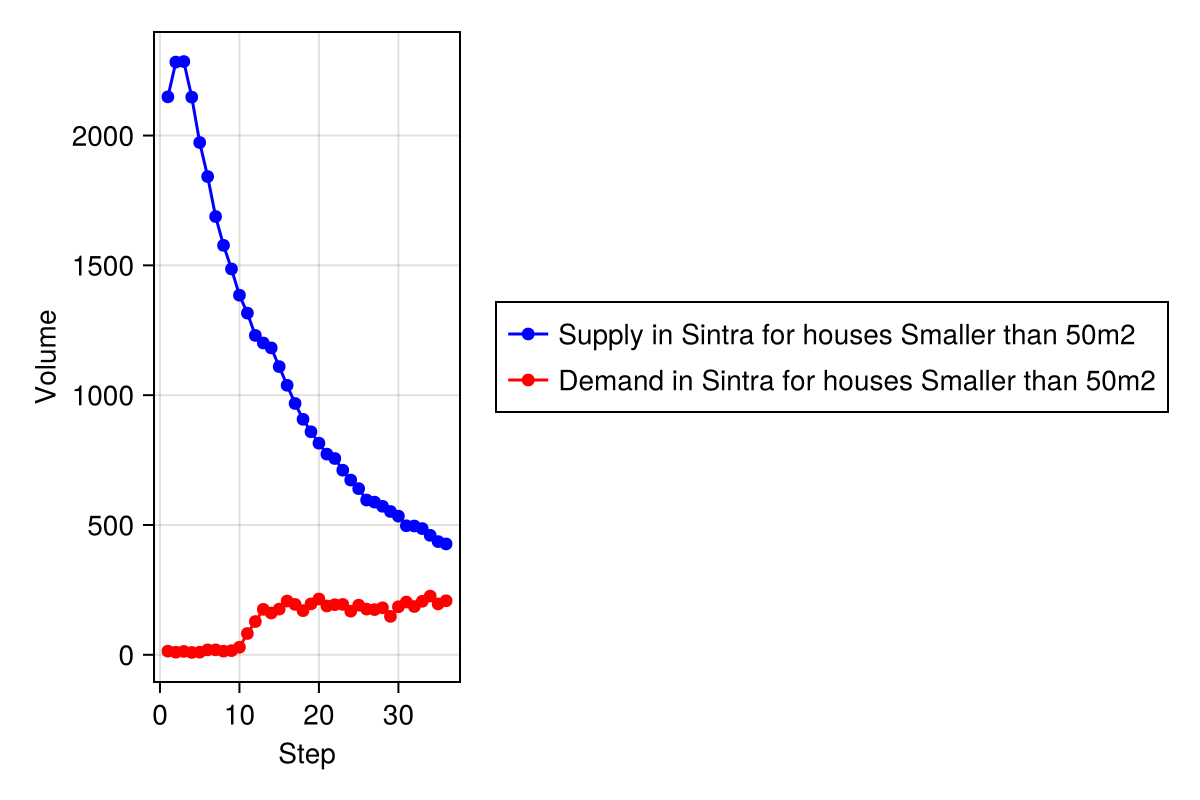 2000
1500
1000
500
0
Volume
0 10 20 30
Step
Supply in Sintra for houses Smaller than 50m2
Demand in Sintra for houses Smaller than 50m2